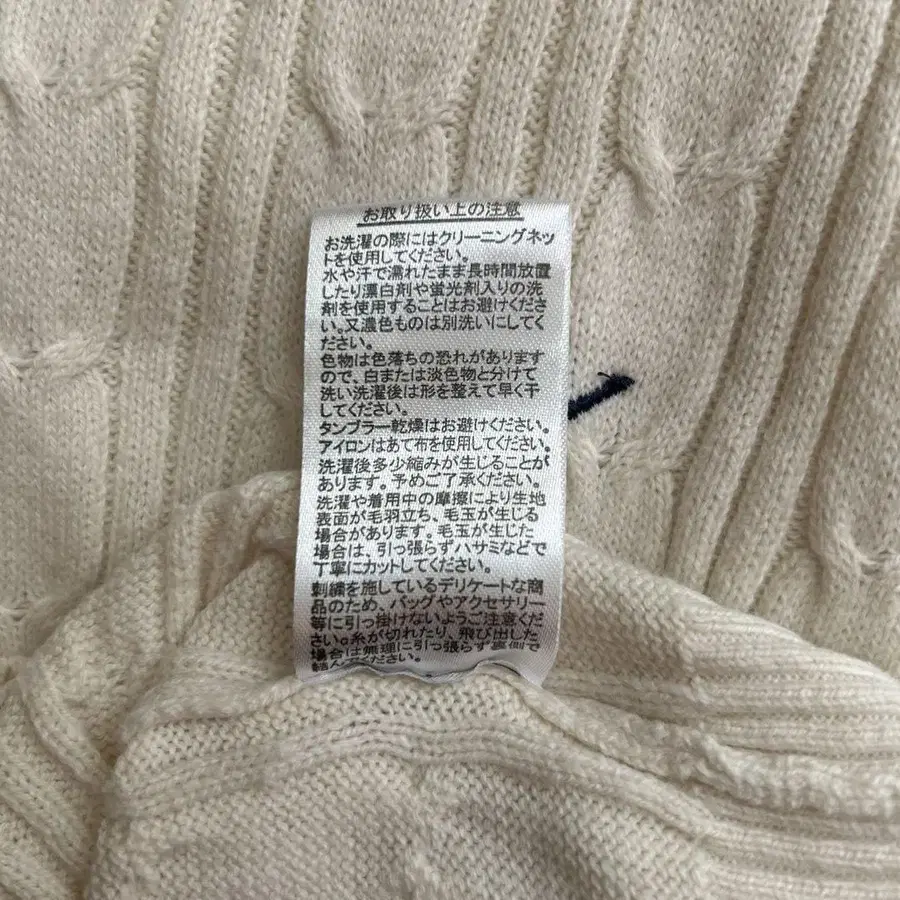 お取り扱い上の注意
お洗濯の際にはクリーニングネッ
トを使用してください。
水や汗で濡れたまま長時間放置
したり漂白剤や蛍光剤入りの洗
剤を使用することはお避けくださ
い。又濃色ものは別洗いにしてく
ださい。
色物は色落ちの恐れがあります
ので、白または淡色物と分けて
洗い洗濯後は形を整えて早く干
してください。
タンブラー乾燥はお避けください。
アイロンはあて布を使用してください。
洗濯後多少縮みが生じることが
あります。予めご了承ください。
洗濯や着用中の摩擦により生地
表面が毛羽立ち、毛玉が生じる
場合があります。毛玉が生じた
場合は、引っ張らずハサミなどで
丁寧にカットしてください。
刺繍を施しているデリケートな商
品のため、バッグやアクセサリー
等に引っ掛けないようご注意くだ
さい。糸が切れたり、飛び出した
場合は無理に引っ張らず裏側で
結んでください。